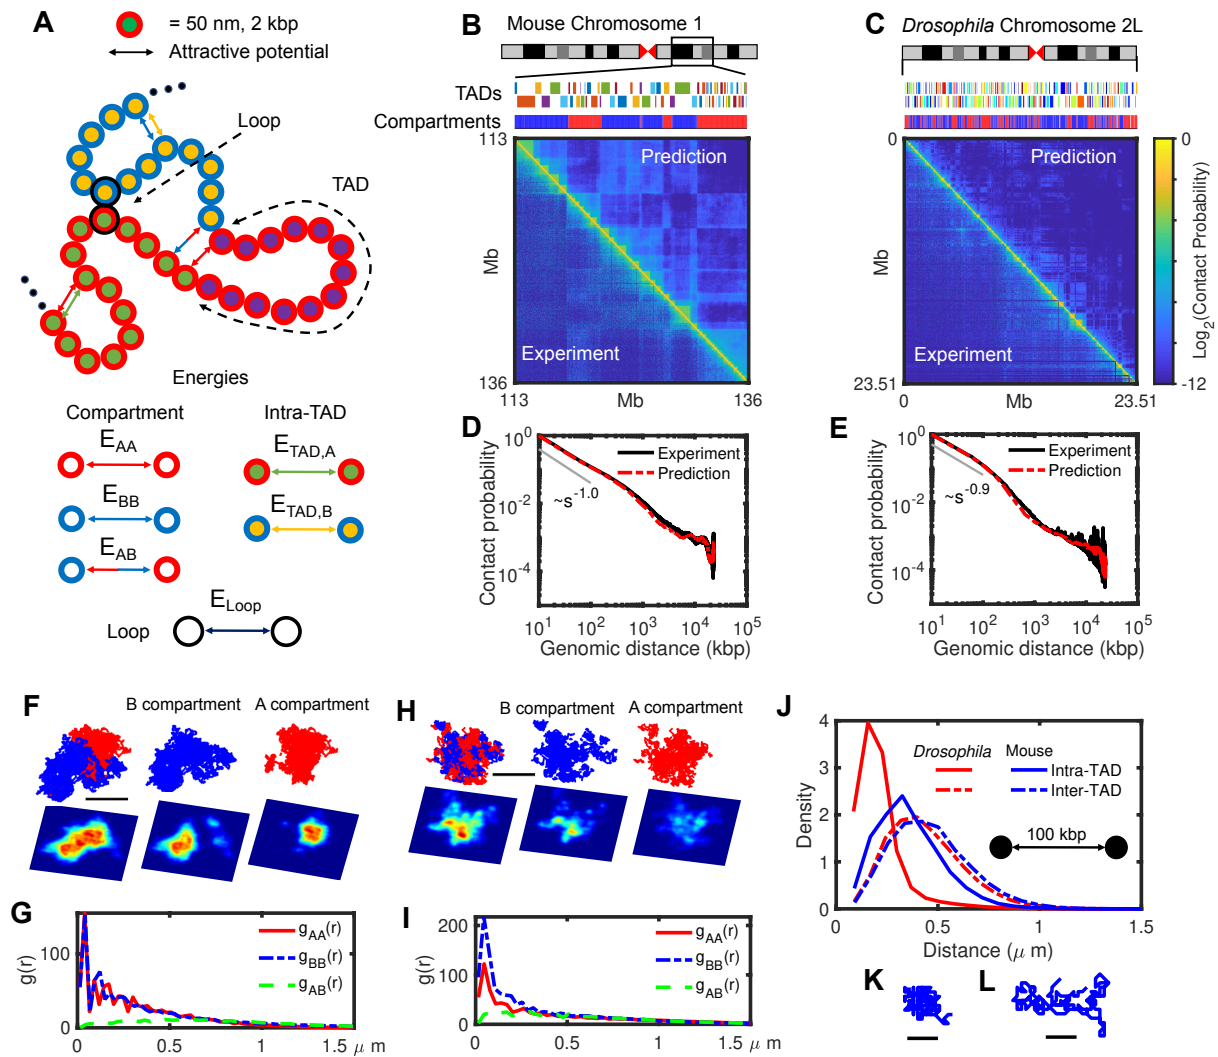 A
= 50 nm, 2 kbp
Attractive potential
Loop
TAD
Energies
Compartment
Intra-TAD
E_AA
E_TAD,A
E_BB
E_TAD,B
E_AB
E_Loop
Loop
B
Mouse Chromosome 1
TADs
Compartments
113
Prediction
Mb
Experiment
136
113
Mb
136
C
Drosophila Chromosome 2L
0
Prediction
Mb
Experiment
23.51
0
Mb
23.51
0
Log_2(Contact Probability)
-12
D
Contact probability
10^0
10^-2
10^-4
Experiment
Prediction
~s^-1.0
10^1
10^2
10^3
10^4
10^5
Genomic distance (kbp)
E
Contact probability
10^0
10^-2
10^-4
Experiment
Prediction
~s^-0.9
10^1
10^2
10^3
10^4
10^5
Genomic distance (kbp)
F
B compartment
A compartment
G
g(r)
100
0
g_AA(r)
g_BB(r)
g_AB(r)
0
0.5
1
1.5
μ m
H
B compartment
A compartment
I
g(r)
200
100
0
g_AA(r)
g_BB(r)
g_AB(r)
0
0.5
1
1.5
μ m
J
Density
4
3
2
1
0
Drosophila
Mouse
Intra-TAD
Inter-TAD
100 kbp
0
0.5
1
1.5
Distance (μ m)
K
L